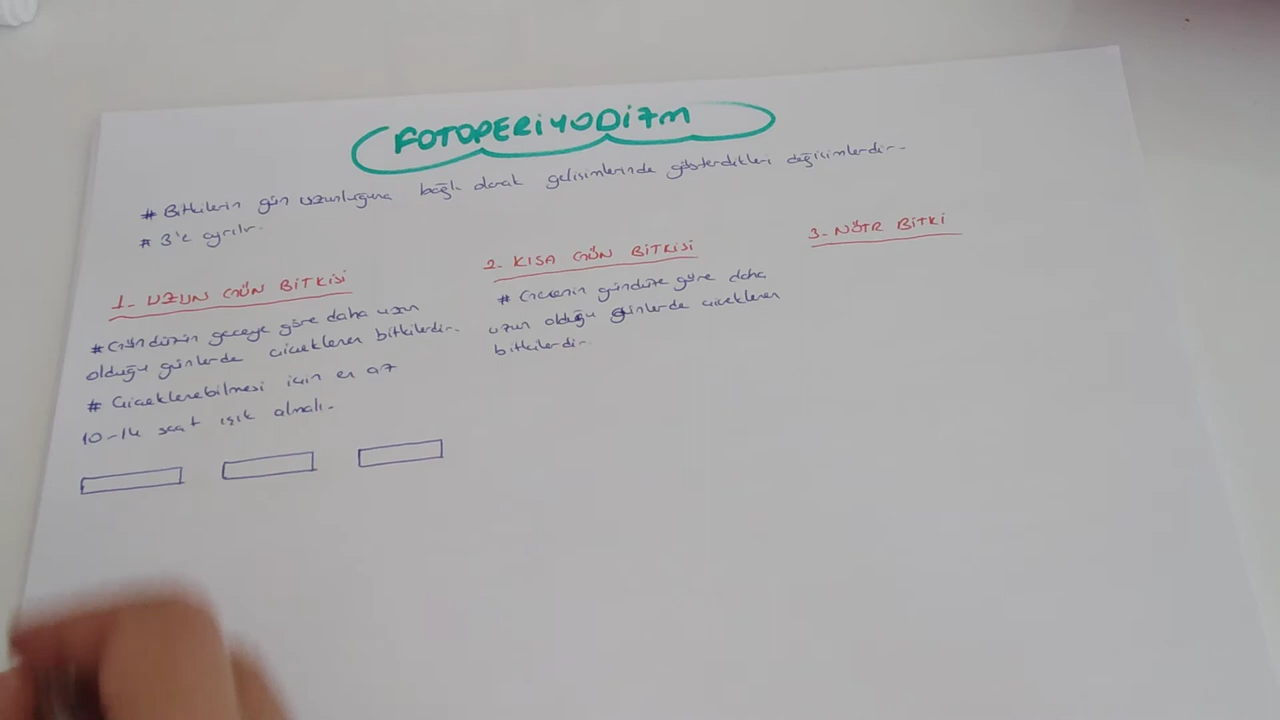 FOTOPERİYODİZM
# Bitkilerin gün uzunluğuna bağlı olarak gelişimlerinde gösterdikleri değişimlerdir.
# 3'e ayrılır.
1- UZUN GÜN BİTKİSİ
# Gündüzün geceye göre daha uzun
olduğu günlerde çiçeklenen bitkilerdir.
# Çiçeklenebilmesi için en az
10-14 saat ışık almalı.
2- KISA GÜN BİTKİSİ
# Gecenin gündüze göre daha
uzun olduğu günlerde çiçeklenen
bitkilerdir.
3- NÖTR BİTKİ